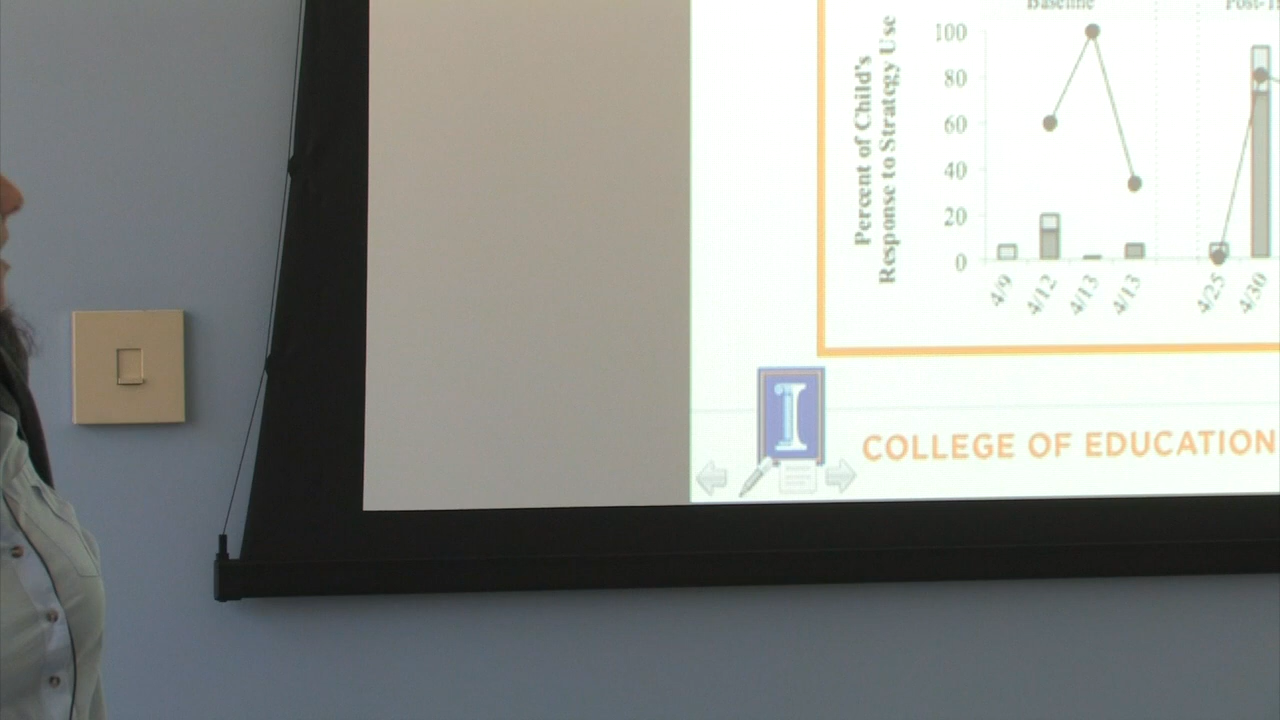 Baseline
Post-T
Percent of Child's
Response to Strategy Use
100
80
60
40
20
0
4/9
4/12
4/13
4/13
4/25
4/30
I
COLLEGE OF EDUCATION